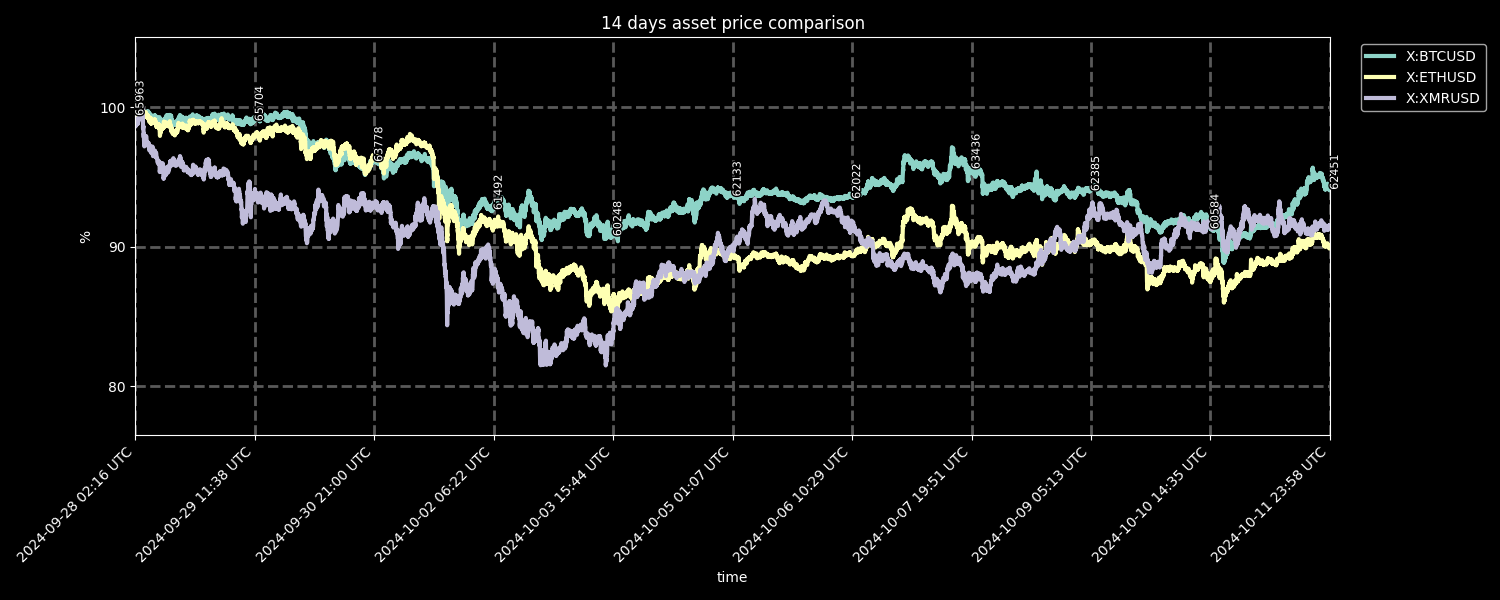 14 days asset price comparison
X:BTCUSD
X:ETHUSD
X:XMRUSD
%
100
90
80
65963
65704
63778
61492
60248
62133
62022
63436
62385
60584
62451
2024-09-28 02:16 UTC
2024-09-29 11:38 UTC
2024-09-30 21:00 UTC
2024-10-02 06:22 UTC
2024-10-03 15:44 UTC
2024-10-05 01:07 UTC
2024-10-06 10:29 UTC
2024-10-07 19:51 UTC
2024-10-09 05:13 UTC
2024-10-10 14:35 UTC
2024-10-11 23:58 UTC
time